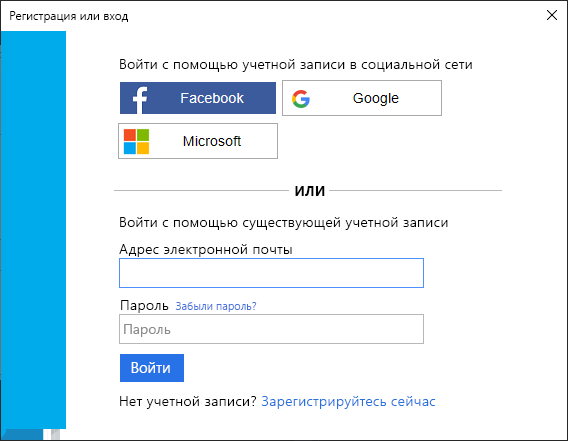 Регистрация или вход
Войти с помощью учетной записи в социальной сети
Facebook
Google
Microsoft
ИЛИ
Войти с помощью существующей учетной записи
Адрес электронной почты
Пароль Забыли пароль?
Пароль
Войти
Нет учетной записи? Зарегистрируйтесь сейчас